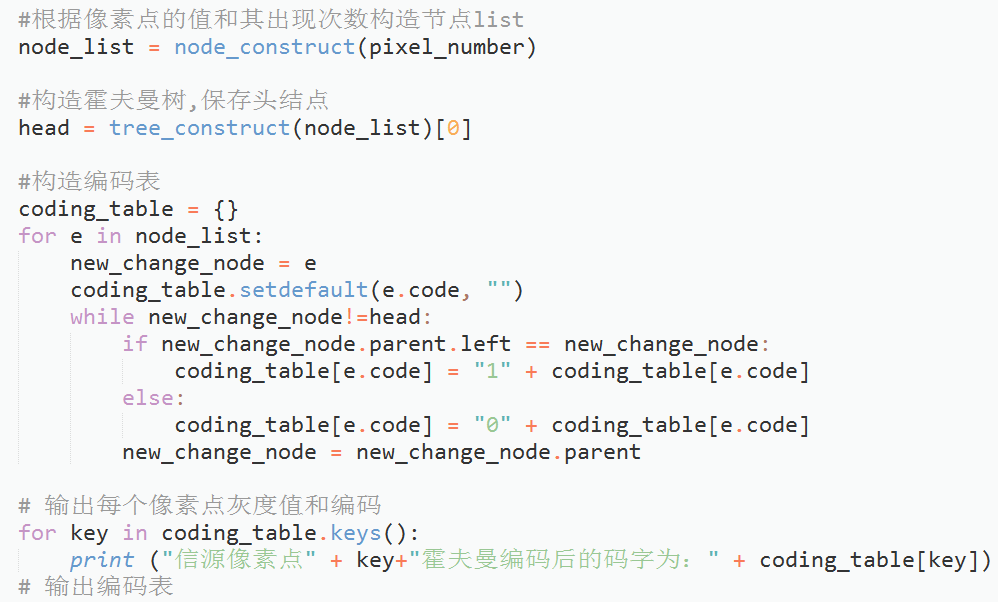 #根据像素点的值和其出现次数构造节点list
node_list = node_construct(pixel_number)
#构造霍夫曼树,保存头结点
head = tree_construct(node_list)[0]
#构造编码表
coding_table = {}
for e in node_list:
    new_change_node = e
    coding_table.setdefault(e.code, "")
    while new_change_node!=head:
        if new_change_node.parent.left == new_change_node:
            coding_table[e.code] = "1" + coding_table[e.code]
        else:
            coding_table[e.code] = "0" + coding_table[e.code]
        new_change_node = new_change_node.parent
# 输出每个像素点灰度值和编码
for key in coding_table.keys():
    print ("信源像素点" + key+"霍夫曼编码后的码字为：" + coding_table[key])
# 输出编码表